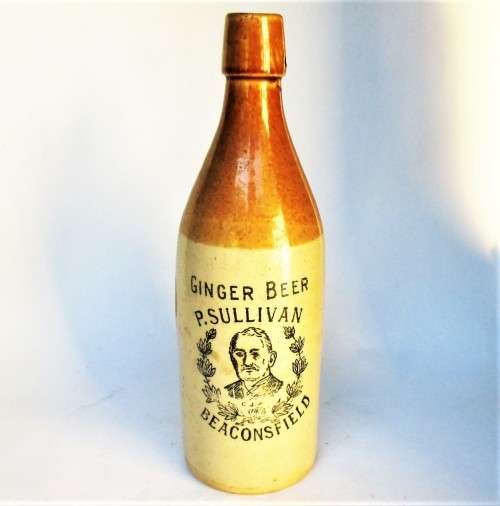 GINGER BEER
P. SULLIVAN
BEACONSFIELD